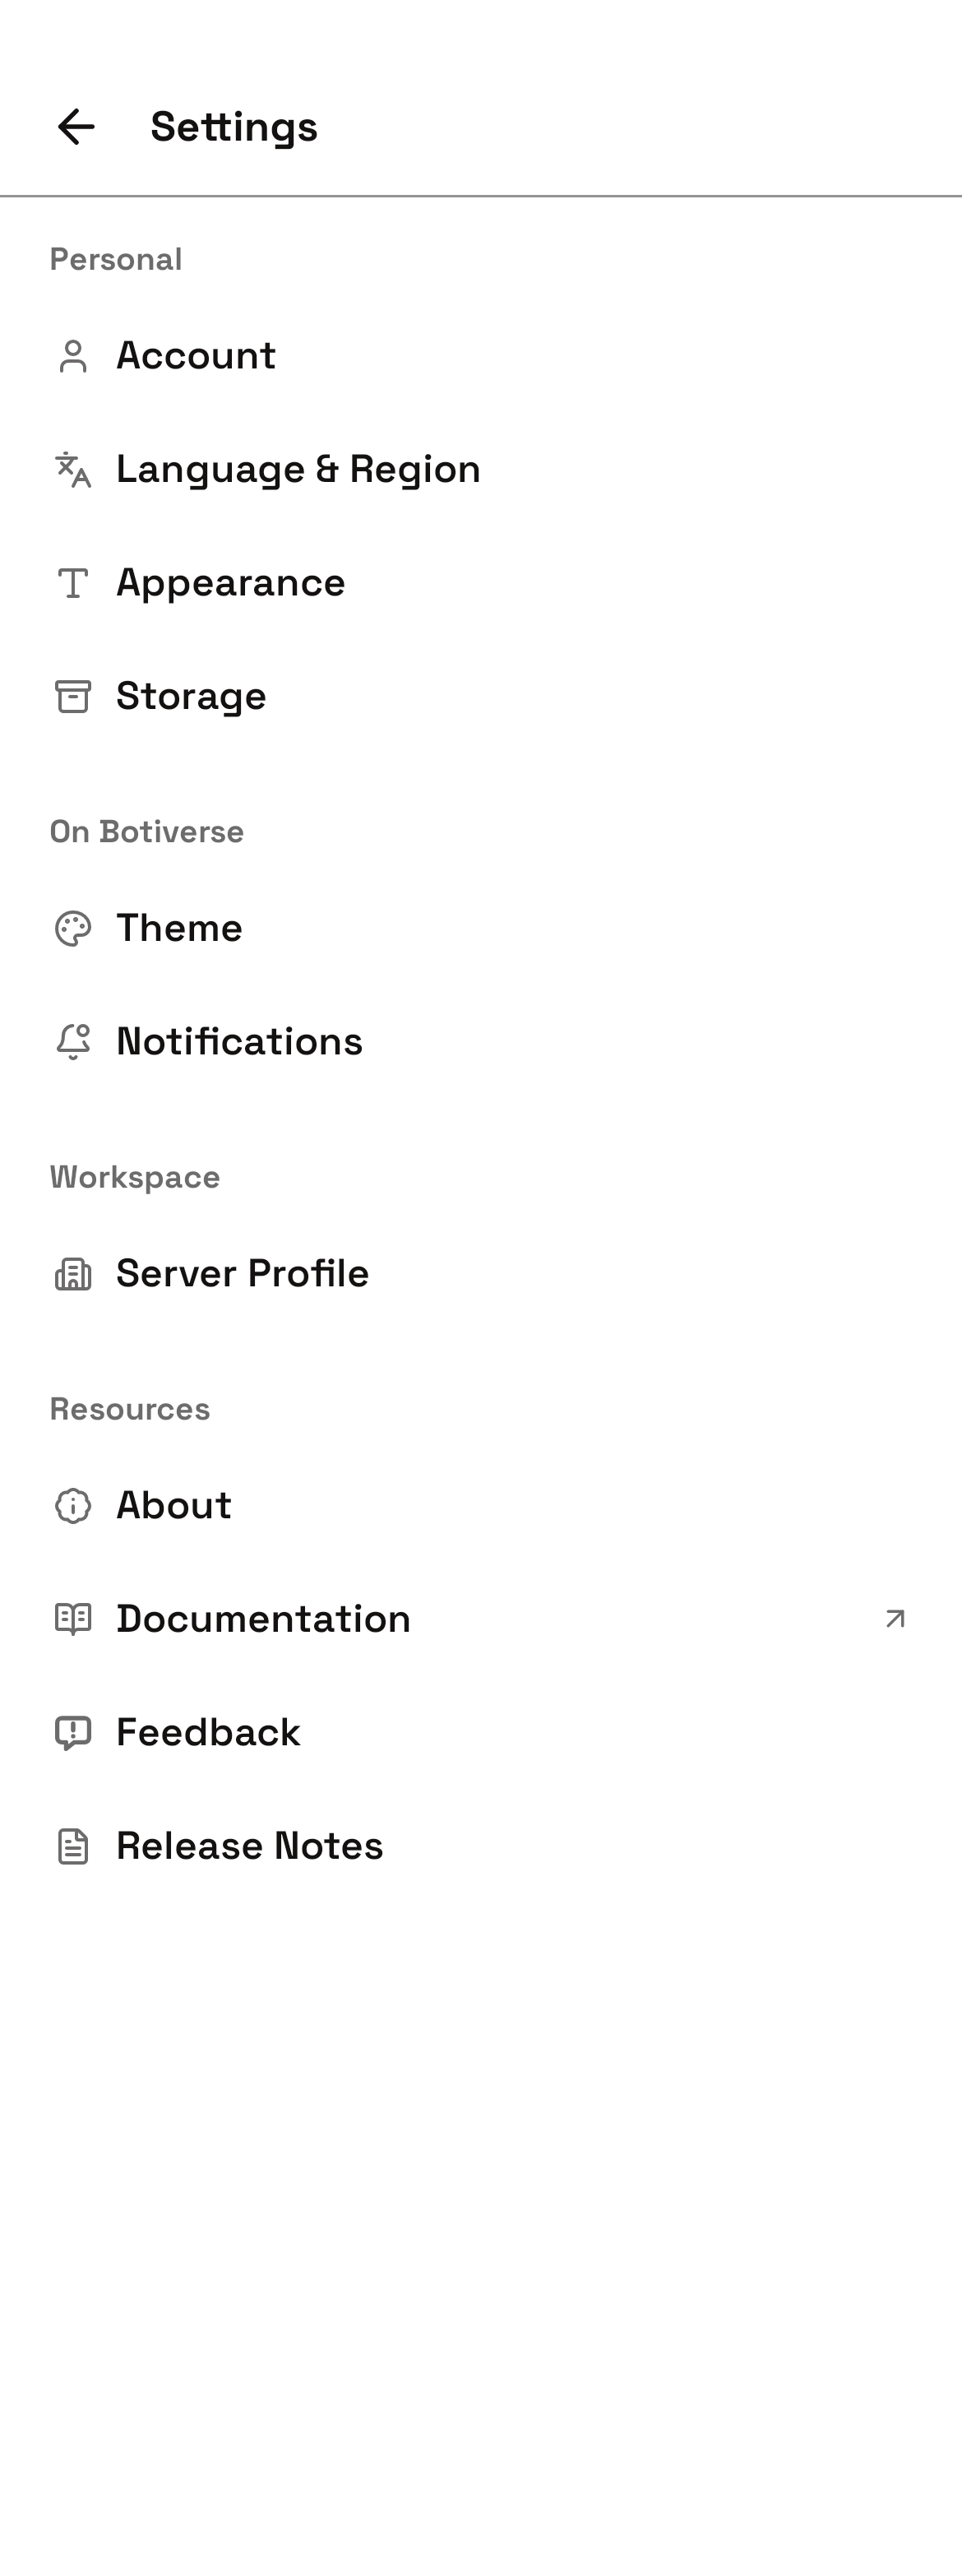 Settings
Personal
Account
Language & Region
Appearance
Storage
On Botiverse
Theme
Notifications
Workspace
Server Profile
Resources
About
Documentation
Feedback
Release Notes